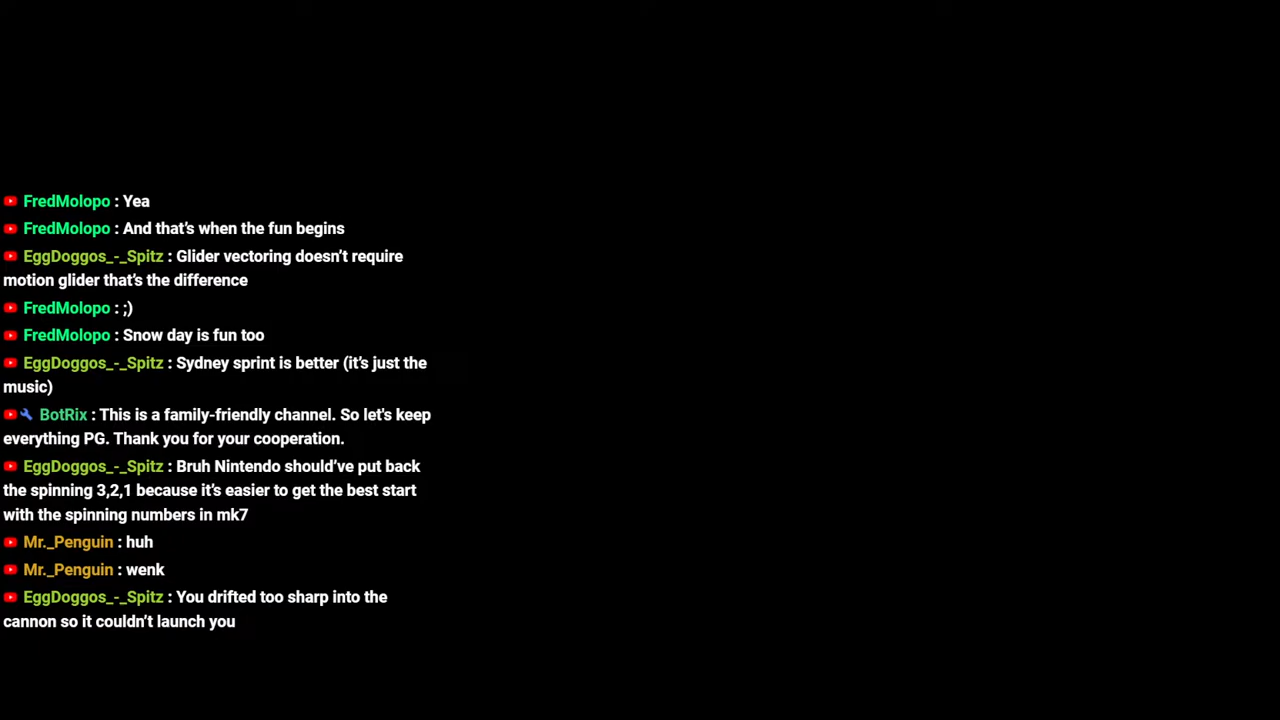 FredMolopo : Yea
FredMolopo : And that's when the fun begins
EggDoggos_-_Spitz : Glider vectoring doesn't require
motion glider that's the difference
FredMolopo : ;)
FredMolopo : Snow day is fun too
EggDoggos_-_Spitz : Sydney sprint is better (it's just the
music)
BotRix : This is a family-friendly channel. So let's keep
everything PG. Thank you for your cooperation.
EggDoggos_-_Spitz : Bruh Nintendo should've put back
the spinning 3,2,1 because it's easier to get the best start
with the spinning numbers in mk7
Mr._Penguin : huh
Mr._Penguin : wenk
EggDoggos_-_Spitz : You drifted too sharp into the
cannon so it couldn't launch you